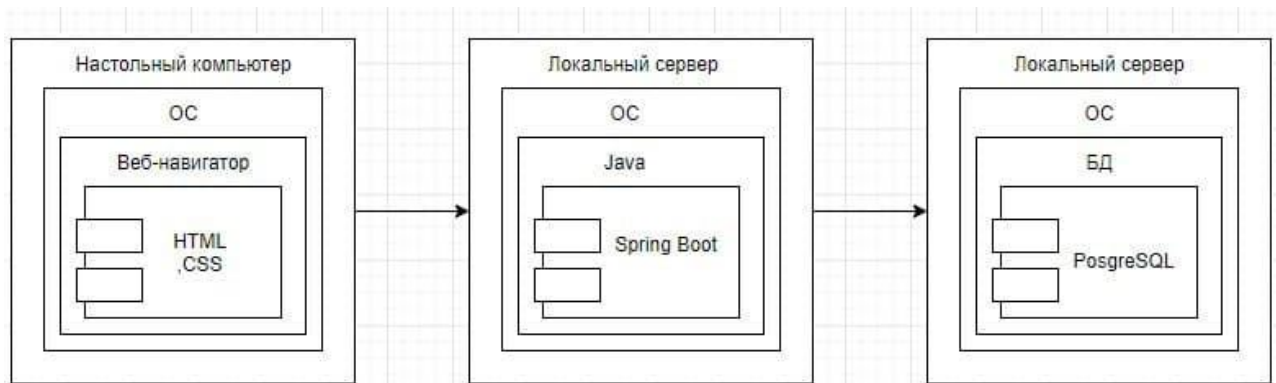 Настольный компьютер
ОС
Веб-навигатор
HTML
,CSS
Локальный сервер
ОС
Java
Spring Boot
Локальный сервер
ОС
БД
PosgreSQL